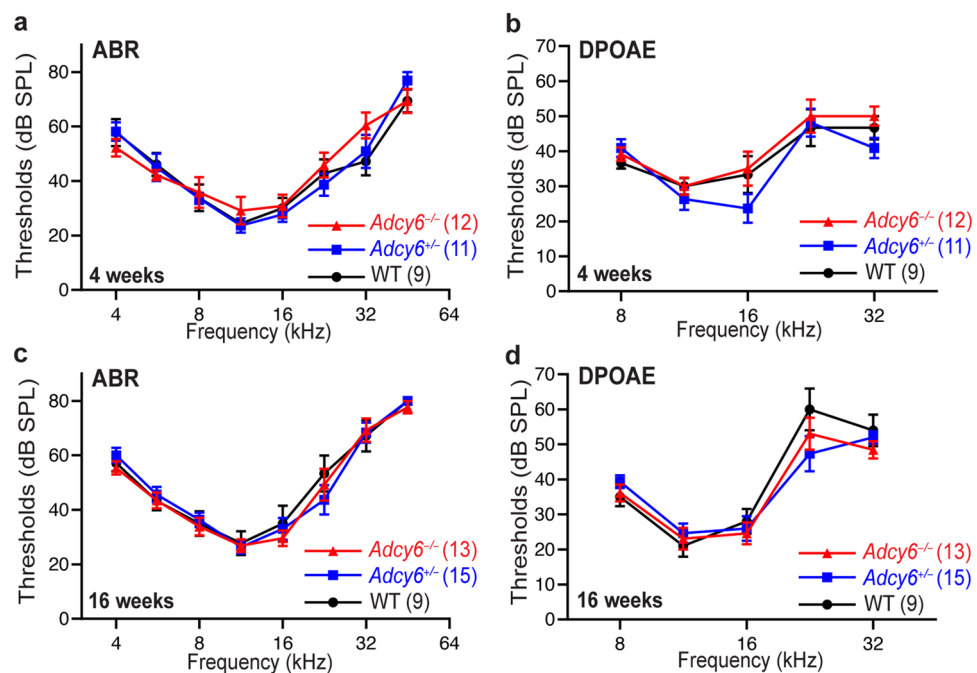 a
ABR
Thresholds (dB SPL)
80
60
40
20
0
4
8
16
32
64
Frequency (kHz)
Adcy6−/− (12)
Adcy6+/− (11)
WT (9)
4 weeks
b
DPOAE
Thresholds (dB SPL)
70
60
50
40
30
20
10
0
8
16
32
Frequency (kHz)
Adcy6−/− (12)
Adcy6+/− (11)
WT (9)
4 weeks
c
ABR
Thresholds (dB SPL)
80
60
40
20
0
4
8
16
32
64
Frequency (kHz)
Adcy6−/− (13)
Adcy6+/− (15)
WT (9)
16 weeks
d
DPOAE
Thresholds (dB SPL)
70
60
50
40
30
20
10
0
8
16
32
Frequency (kHz)
Adcy6−/− (13)
Adcy6+/− (15)
WT (9)
16 weeks